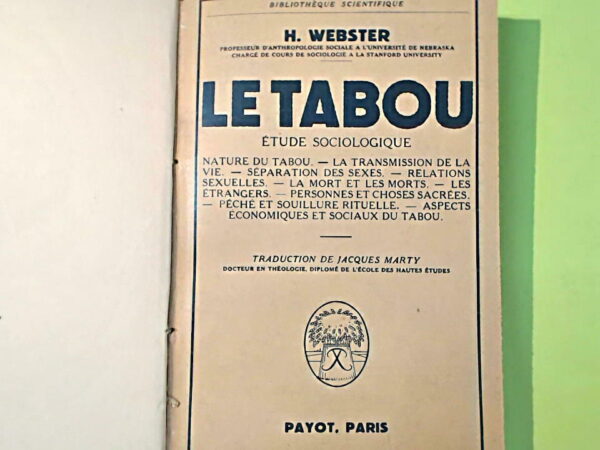 BIBLIOTHÈQUE SCIENTIFIQUE
H. WEBSTER
PROFESSEUR D'ANTHROPOLOGIE SOCIALE A L'UNIVERSITÉ DE NEBRASKA
CHARGÉ DE COURS DE SOCIOLOGIE A LA STANFORD UNIVERSITY
LE TABOU
ÉTUDE SOCIOLOGIQUE
NATURE DU TABOU. — LA TRANSMISSION DE LA
VIE. — SÉPARATION DES SEXES. — RELATIONS
SEXUELLES. — LA MORT ET LES MORTS. — LES
ÉTRANGERS. — PERSONNES ET CHOSES SACRÉES.
— PÉCHÉ ET SOUILLURE RITUELLE. — ASPECTS
ÉCONOMIQUES ET SOCIAUX DU TABOU.
TRADUCTION DE JACQUES MARTY
DOCTEUR EN THÉOLOGIE, DIPLOMÉ DE L'ÉCOLE DES HAUTES ÉTUDES
PAYOT, PARIS